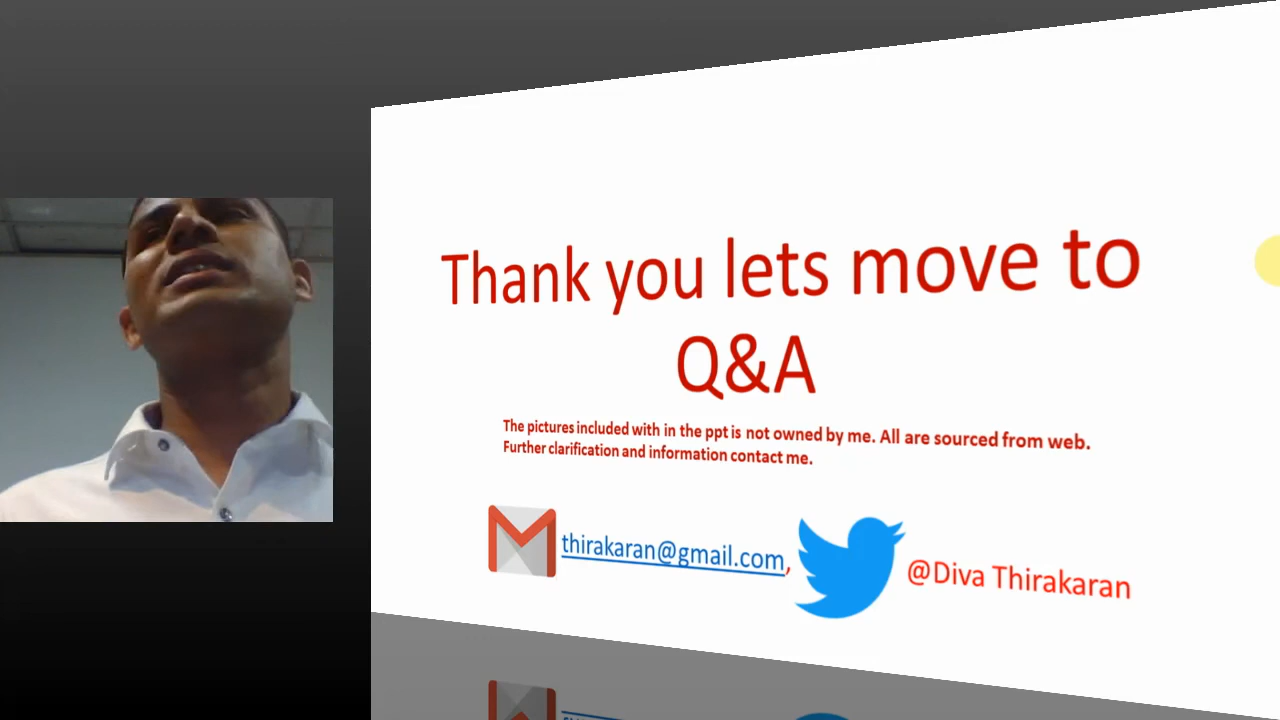 Thank you lets move to
Q&A
The pictures included with in the ppt is not owned by me. All are sourced from web.
Further clarification and information contact me.
thirakaran@gmail.com, @Diva Thirakaran